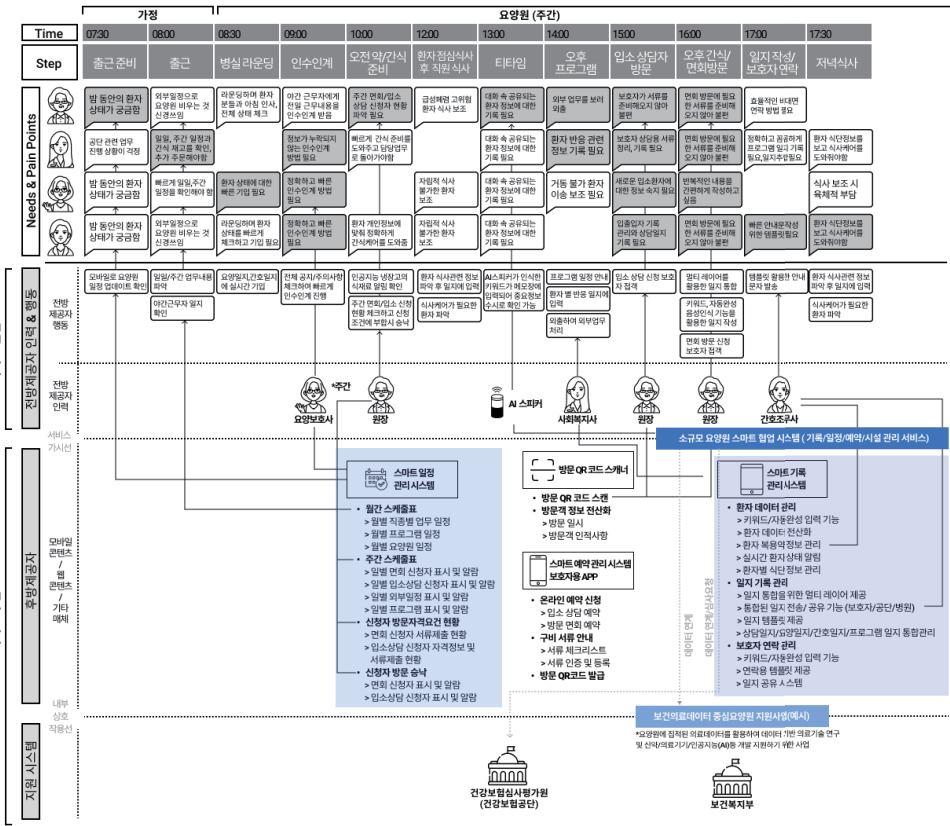 가정
요양원 (주간)
Time
07:30
08:00
08:30
09:00
10:00
12:00
13:00
14:00
15:00
16:00
17:00
17:30
Step
출근 준비
출근
병실 라운딩
인수인계
오전 약/간식
준비
환자 점심식사
후 직원 식사
티타임
오후
프로그램
입소 상담자
방문
오후 간식/
면회방문
일지 작성/
보호자 연락
저녁식사
Needs & Pain Points
밤 동안의 환자
상태가 궁금함
외부일정으로
요양원 비우는 것
신경쓰임
라운딩하며 환자
분들과 아침 인사,
전체 상태 체크
야간 근무자에게
전일 근무내용을
인수인계 받음
주간 면회/입소
상담 신청자 현황
파악 필요
급성폐렴 고위험
환자 식사 보조
대화 속 공유되는
환자 정보에 대한
기록 필요
외부 업무를 보러
외출
보호자가 서류를
준비해오지 않아
불편
면회 방문에 필요
한 서류를 준비해
오지 않아 불편
효율적인 비대면
연락 방법 필요
공단 관련 업무
진행 상황이 걱정
일일, 주간 일정과
간식 재고를 확인,
추가 주문해야함
정보가 누락되지
않는 인수인계
방법 필요
빠르게 간식 준비를
도와주고 담당업무
로 돌아가야함
대화 속 공유되는
환자 정보에 대한
기록 필요
환자 반응 관련
정보 기록 필요
보호자 상담용 서류
정리, 기록 필요
면회 방문에 필요
한 서류를 준비해
오지 않아 불편
정확하고 꼼꼼하게
프로그램 일지 기록
필요,일지추합필요
환자 식단정보를
보고 식사케어를
도와줘야함
밤 동안의 환자
상태가 궁금함
빠르게 일일,주간
일정을 확인해야 함
환자 상태에 대한
빠른 기입 필요
정확하고 빠른
인수인계 방법
필요
자립적 식사
불가한 환자
대화 속 공유되는
환자 정보에 대한
기록 필요
거동 불가 환자
이송 보조 필요
새로운 입소환자에
대한 정보 숙지 필요
반복적인 내용을
간편하게 작성하고
싶음
식사 보조 시
육체적 부담
밤 동안의 환자
상태가 궁금함
외부일정으로
요양원 비우는 것
신경쓰임
라운딩하며 환자
상태를 빠르게
체크하고 기입 필요
정확하고 빠른
인수인계 방법
필요
환자 개인정보에
맞춰 정확하게
간식케어를 도와줌
자립적 식사
불가한 환자
보조
대화 속 공유되는
환자 정보에 대한
기록 필요
입출입자 기록
관리와 상담일지
기록 필요
면회 방문에 필요
한 서류를 준비해
오지 않아 불편
빠른 안내문작성
위한 템플릿필요
환자 식단정보를
보고 식사케어를
도와줘야함
전방제공자 인력 & 행동
전방
제공자
행동
모바일로 요양원
일정 업데이트 확인
일일/주간 업무내용
파악
야간근무자 일지
확인
요양일지,간호일지
에 실시간 기입
전체 공지/주의사항
체크하여 빠르게
인수인계 진행
인공지능 냉장고의
식재료 알림 확인
주간 면회/입소 신청
현황 체크하고 신청
조건에 부합시 승낙
환자 식사관련 정보
파악 후 일지에 입력
식사케어가 필요한
환자 파악
AI스피커가 인식한
키워드가 메모장에
입력되어 중요정보
수시로 확인 가능
프로그램 일정 안내
환자 별 반응 일지에
입력
외출하여 외부업무
처리
입소 상담 신청 보호
자 접객
멀티 레이어를
활용한 일지 통합
키워드, 자동완성
음성인식 기능을
활용한 일지 작성
면회 방문 신청
보호자 접객
템플릿 활용한 안내
문자 발송
환자 식사관련 정보
파악 후 일지에 입력
식사케어가 필요한
환자 파악
전방
제공자
인력
*주간
요양보호사
원장
AI 스피커
사회복지사
원장
원장
간호조무사
서비스
가시선
소규모 요양원 스마트 협업 시스템 ( 기록/일정/예약/시설 관리 서비스)
후방제공자
모바일
콘텐츠
/
웹
콘텐츠
/
기타
매체
스마트 일정
관리 시스템
• 월간 스케줄표
> 월별 직종별 업무 일정
> 월별 프로그램 일정
> 월별 요양원 일정
• 주간 스케줄표
> 일별 면회 신청자 표시 및 알람
> 일별 입소상담 신청자 표시 및 알람
> 일별 외부일정 표시 및 알람
> 일별 프로그램 표시 및 알람
• 신청자 방문자격요건 현황
> 면회 신청자 서류제출 현황
> 입소상담 신청자 자격정보 및
서류제출 현황
• 신청자 방문 승낙
> 면회 신청자 표시 및 알람
> 입소상담 신청자 표시 및 알람
방문 QR 코드 스캐너
• 방문 QR 코드 스캔
• 방문객 정보 전산화
> 방문 일시
> 방문객 인적사항
스마트 예약 관리 시스템
보호자용 APP
• 온라인 예약 신청
> 입소 상담 예약
> 방문 면회 예약
• 구비 서류 안내
> 서류 체크리스트
> 서류 인증 및 등록
• 방문 QR코드 발급
데이터 연계
데이터 연계/심사요청
스마트 기록
관리 시스템
• 환자 데이터 관리
> 키워드/자동완성 입력 기능
> 환자 데이터 전산화
> 환자 복용약정보 관리
> 실시간 환자상태 알림
> 환자별 식단정보 관리
• 일지 기록 관리
> 일지 통합을위한 멀티 레이어 제공
> 통합된 일지 전송/ 공유 기능 (보호자/공단/병원)
> 일지 템플릿 제공
> 상담일지/요양일지/간호일지/프로그램 일지 통합관리
• 보호자 연락 관리
> 키워드/자동완성 입력 기능
> 연락용 템플릿 제공
> 일지 공유 시스템
내부
상호
작용선
보건의료데이터 중심요양원 지원사업(예시)
*요양원에 집적된 의료데이터를 활용하여 데이터 기반 의료기술 연구
및 신약/의료기기/인공지능(AI)등 개발 지원하기 위한 사업
지원 시스템
건강보험심사평가원
(건강보험공단)
보건복지부